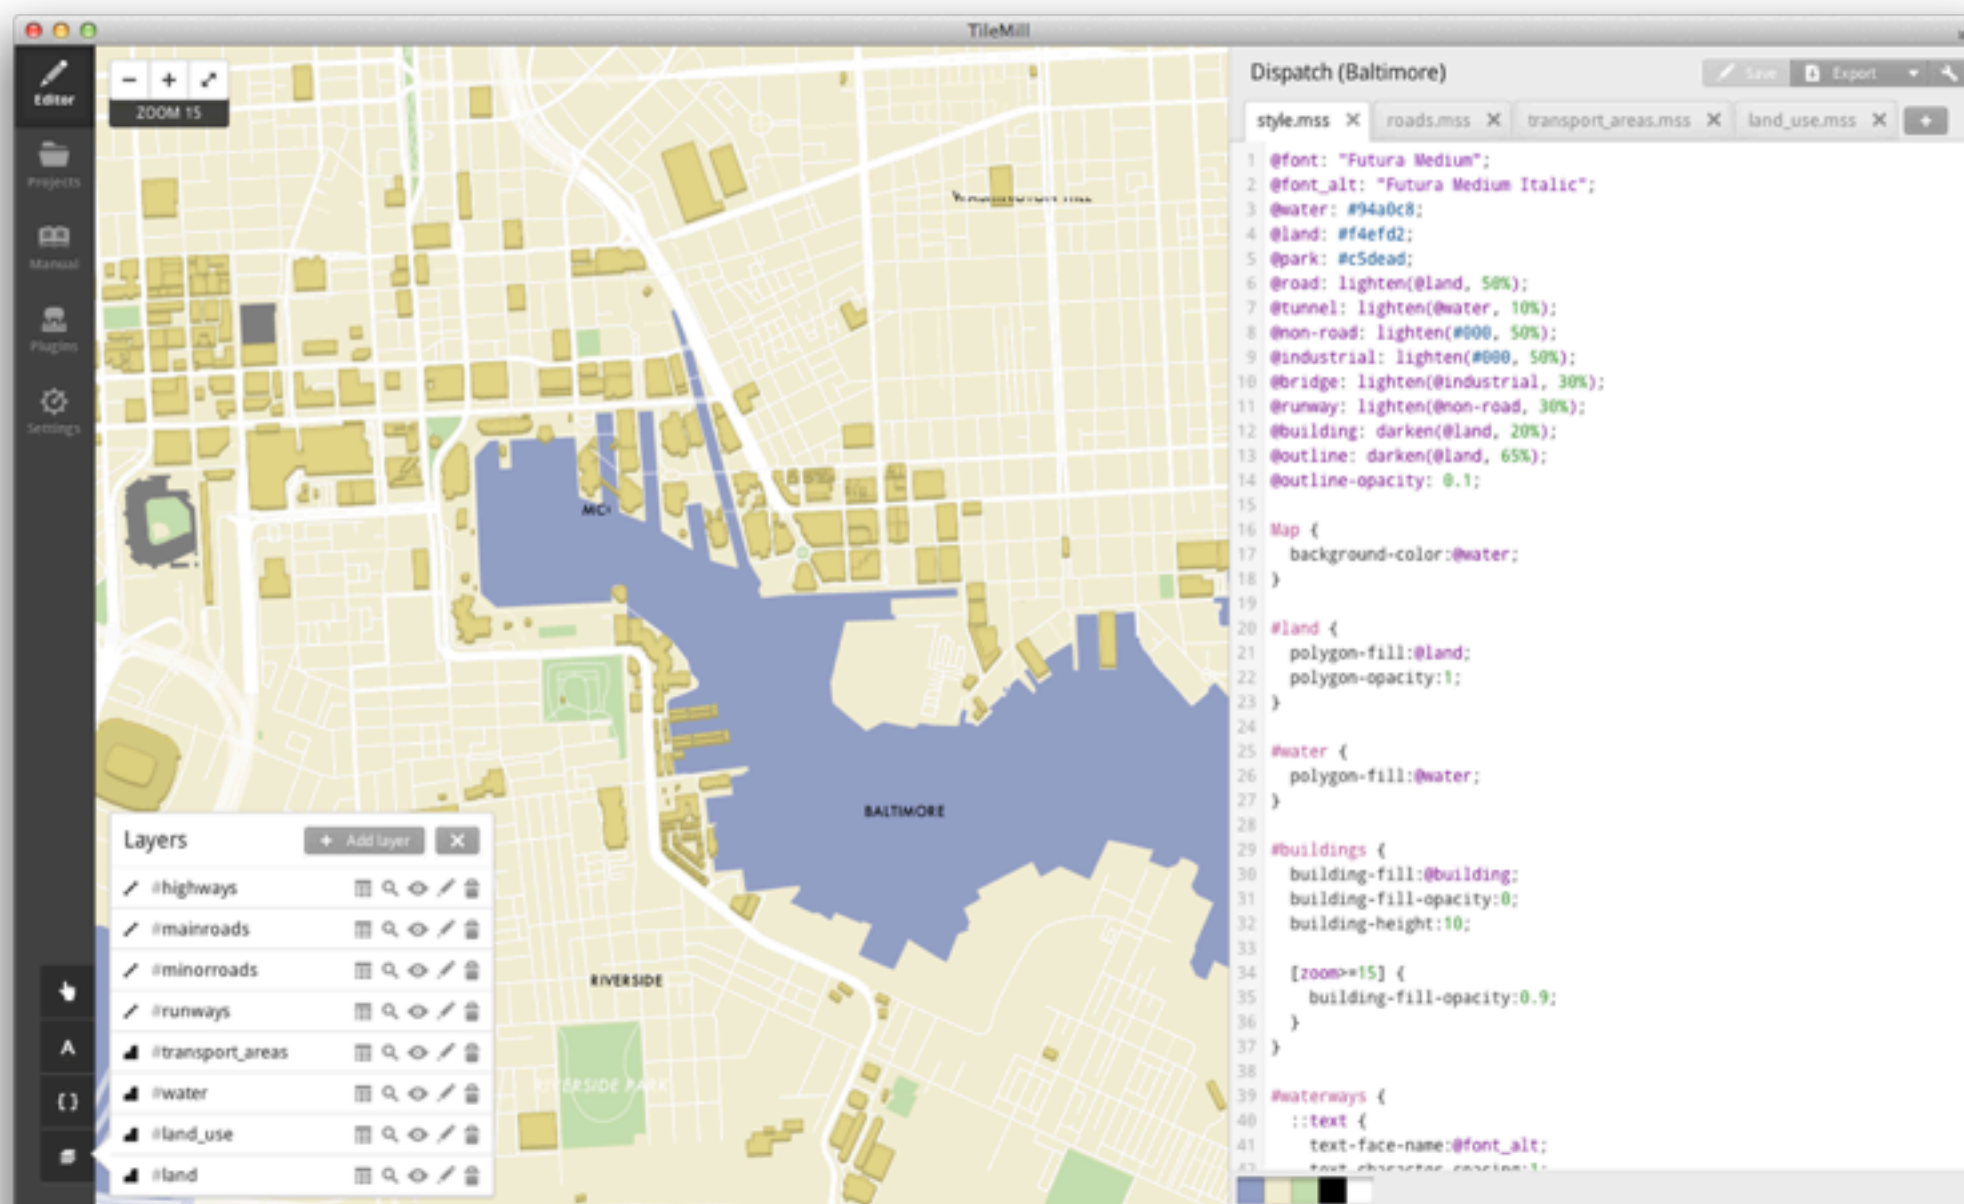 TileMill
Editor
Projects
Manual
Plugins
Settings
ZOOM 15
MC
BALTIMORE
RIVERSIDE
RIVERSIDE PARK
Layers
+ Add layer
#highways
#mainroads
#minorroads
#runways
#transport_areas
#water
#land_use
#land
A
Dispatch (Baltimore)
Save
Export
style.mss
roads.mss
transport_areas.mss
land_use.mss
1 @font: "Futura Medium";
2 @font_alt: "Futura Medium Italic";
3 @water: #94a0c8;
4 @land: #f4efd2;
5 @park: #c5dead;
6 @road: lighten(@land, 50%);
7 @tunnel: lighten(@water, 10%);
8 @non-road: lighten(#000, 50%);
9 @industrial: lighten(#000, 50%);
10 @bridge: lighten(@industrial, 30%);
11 @runway: lighten(@non-road, 30%);
12 @building: darken(@land, 20%);
13 @outline: darken(@land, 65%);
14 @outline-opacity: 0.1;
15
16 Map {
17 background-color:@water;
18 }
19
20 #land {
21 polygon-fill:@land;
22 polygon-opacity:1;
23 }
24
25 #water {
26 polygon-fill:@water;
27 }
28
29 #buildings {
30 building-fill:@building;
31 building-fill-opacity:0;
32 building-height:10;
33
34 [zoom>=15] {
35 building-fill-opacity:0.9;
36 }
37 }
38
39 #waterways {
40 ::text {
41 text-face-name:@font_alt;
42 text-character-spacing:1;